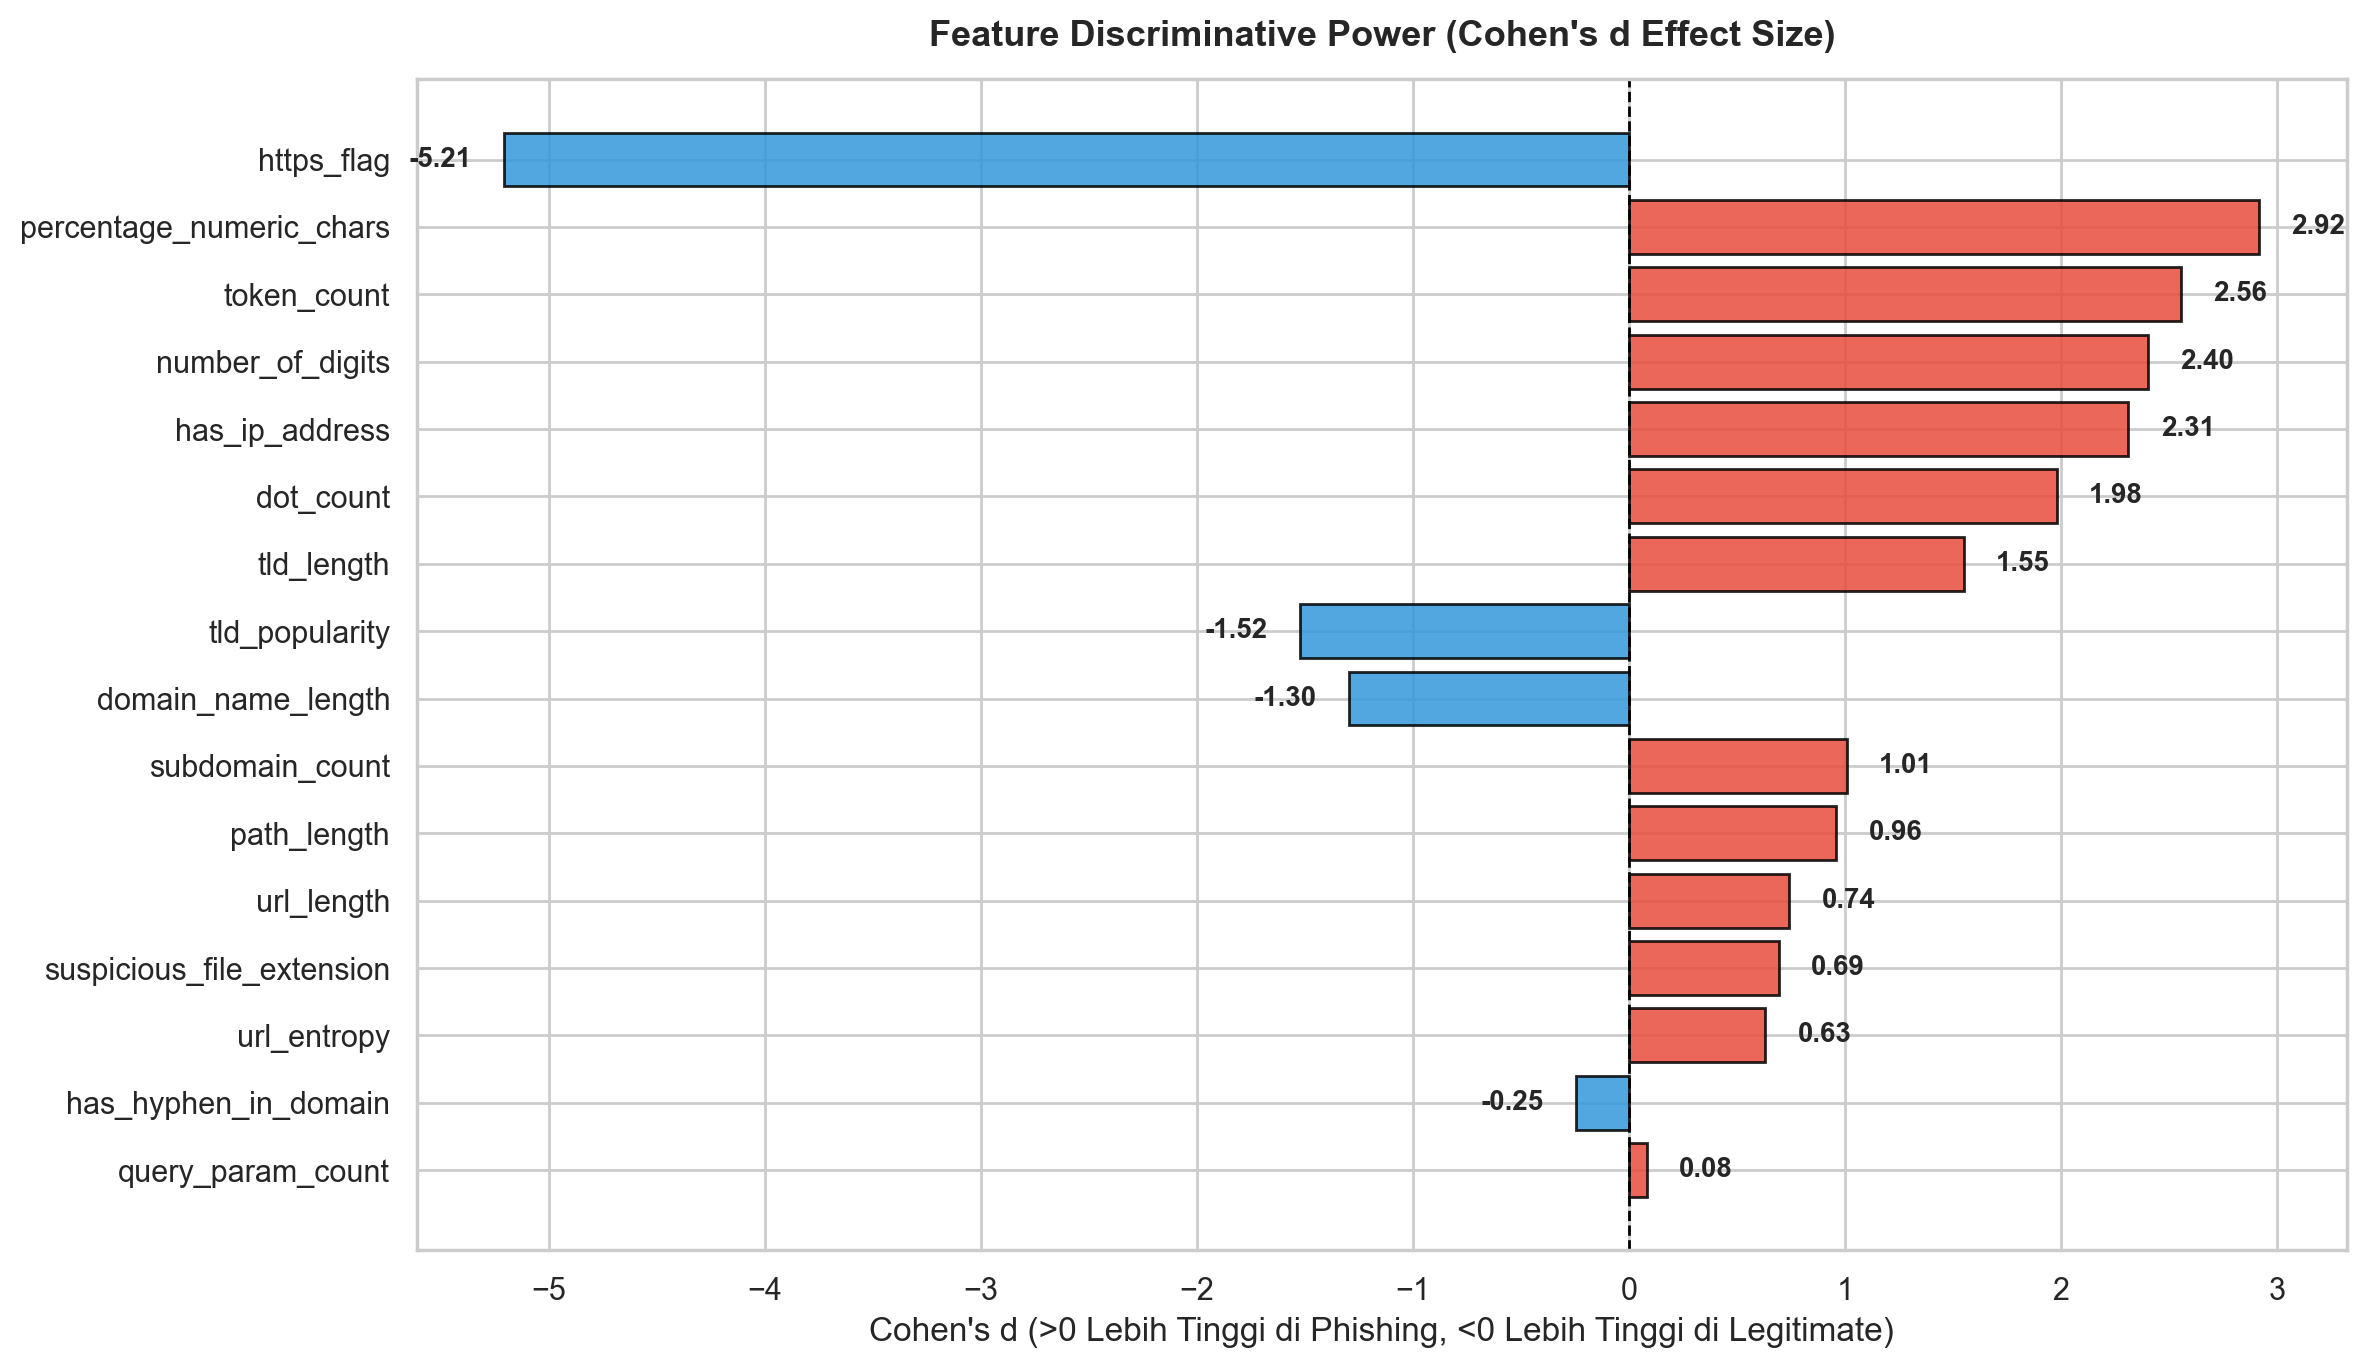 Feature Discriminative Power (Cohen's d Effect Size)
https_flag -5.21
percentage_numeric_chars 2.92
token_count 2.56
number_of_digits 2.40
has_ip_address 2.31
dot_count 1.98
tld_length 1.55
tld_popularity -1.52
domain_name_length -1.30
subdomain_count 1.01
path_length 0.96
url_length 0.74
suspicious_file_extension 0.69
url_entropy 0.63
has_hyphen_in_domain -0.25
query_param_count 0.08
−5 −4 −3 −2 −1 0 1 2 3
Cohen's d (>0 Lebih Tinggi di Phishing, <0 Lebih Tinggi di Legitimate)